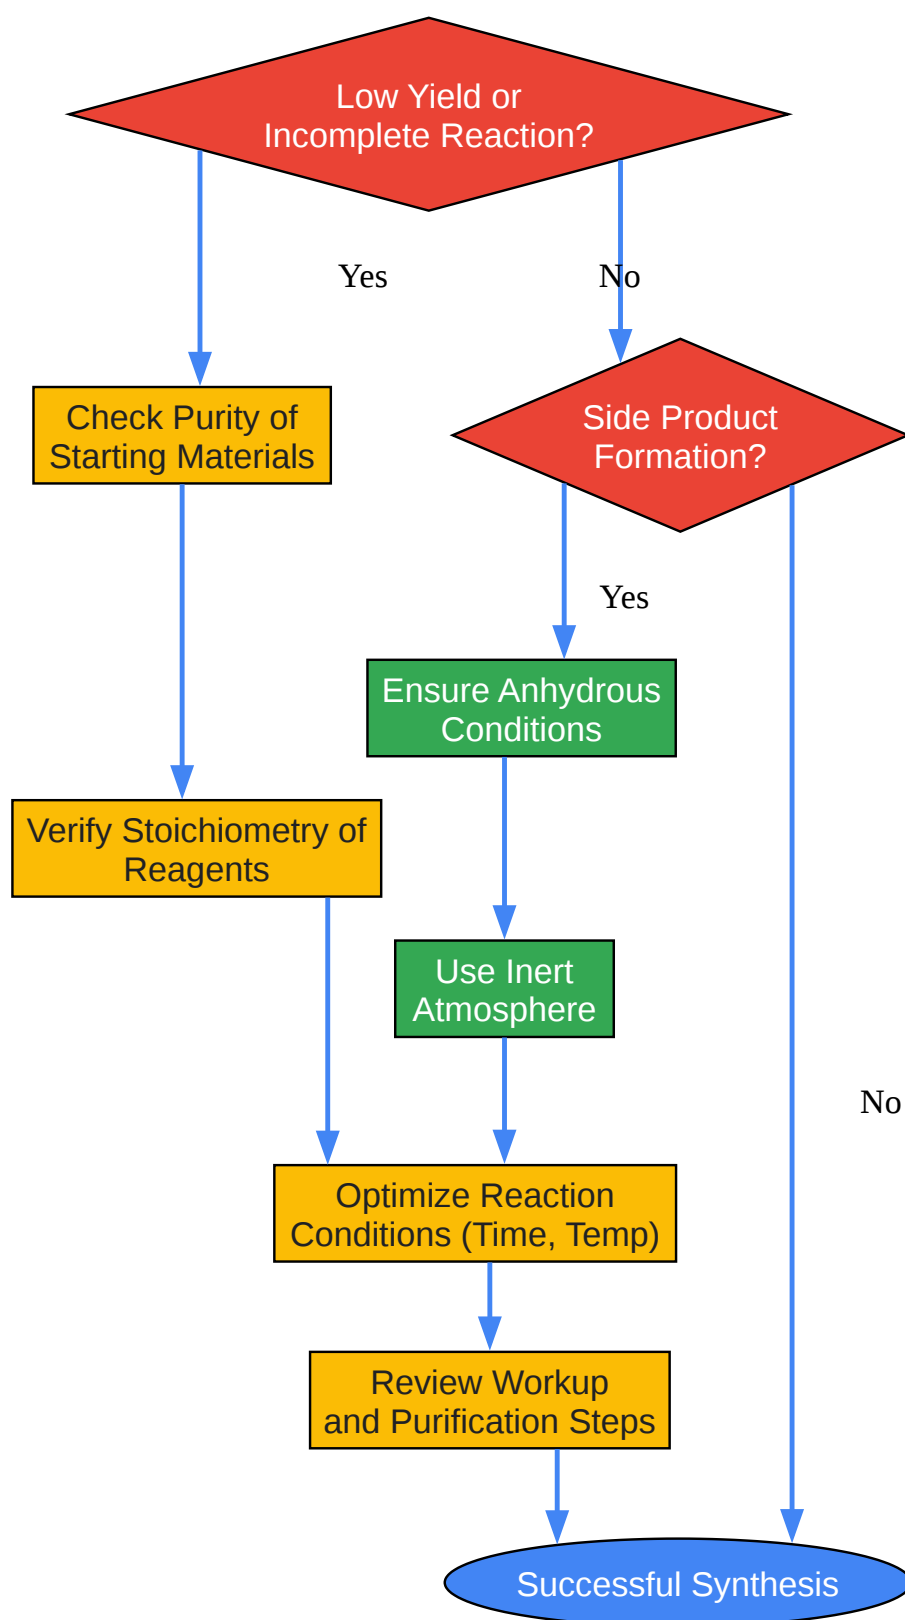 Low Yield or
Incomplete Reaction?
Yes
No
Check Purity of
Starting Materials
Side Product
Formation?
Yes
Ensure Anhydrous
Conditions
Verify Stoichiometry of
Reagents
Use Inert
Atmosphere
No
Optimize Reaction
Conditions (Time, Temp)
Review Workup
and Purification Steps
Successful Synthesis